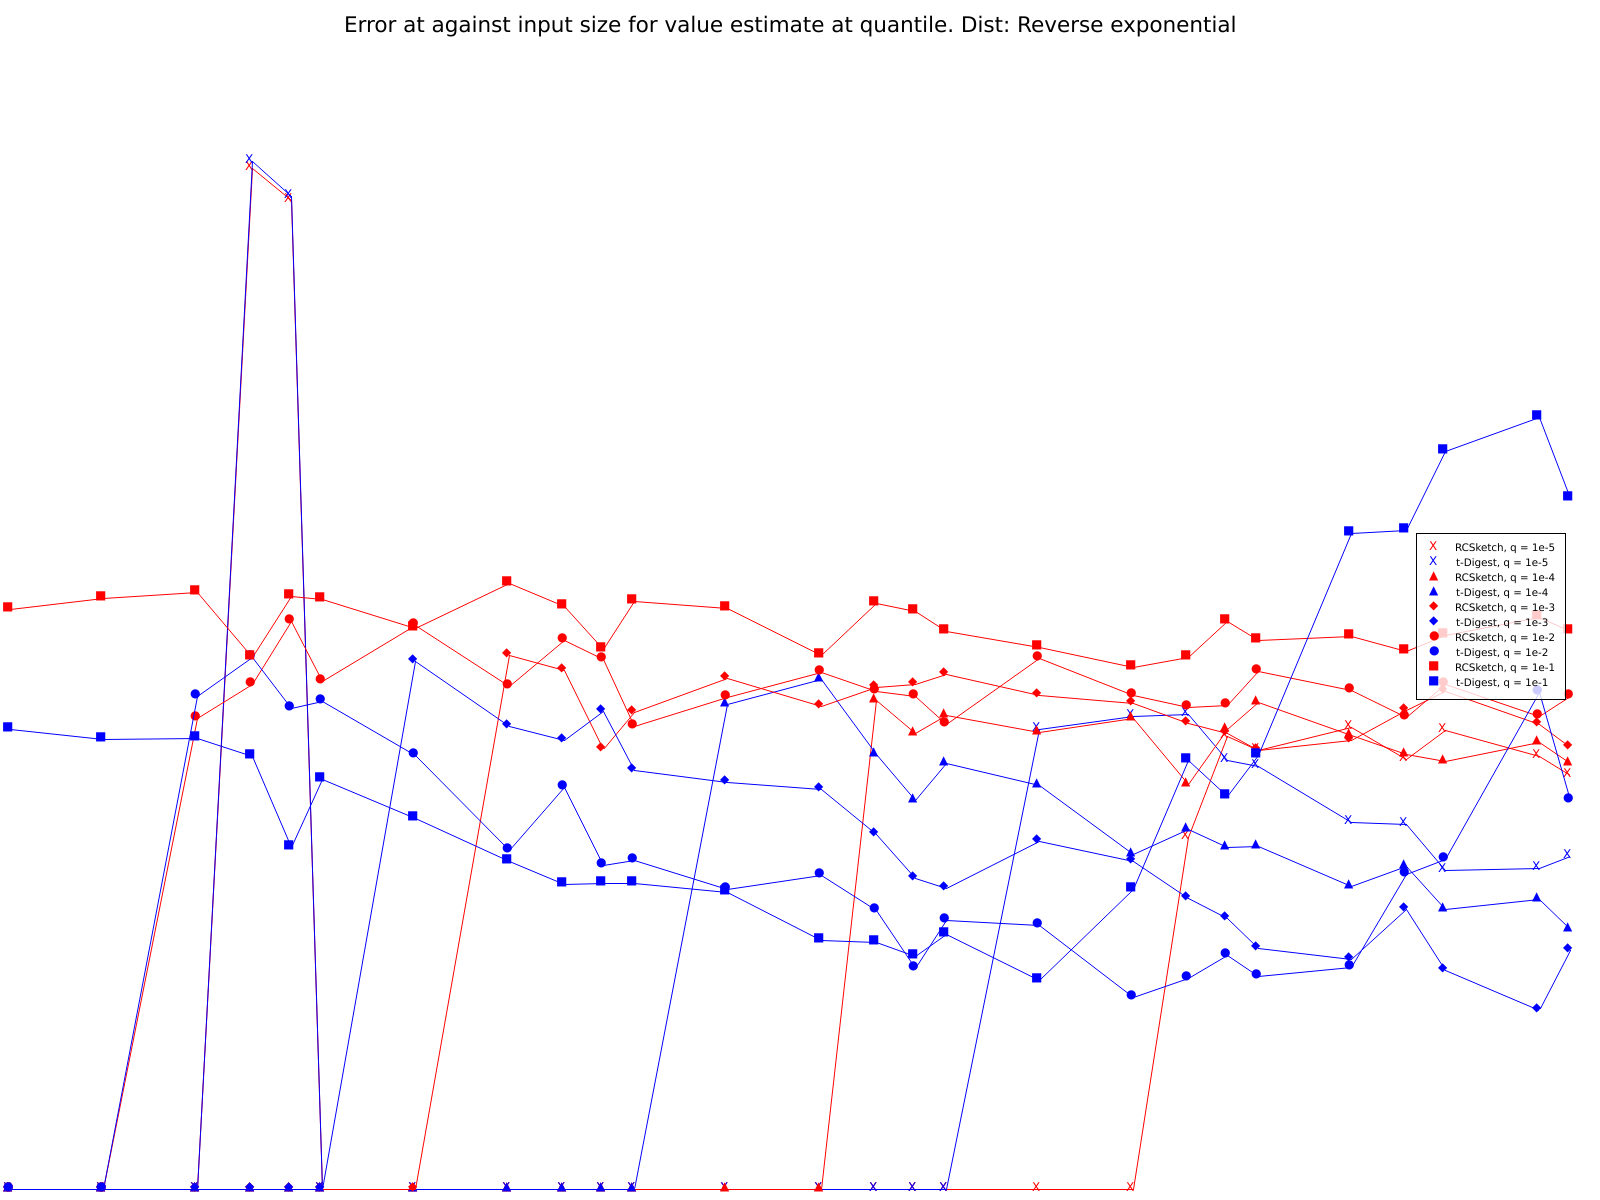 Error at against input size for value estimate at quantile. Dist: Reverse exponential
RCSketch, q = 1e-5
t-Digest, q = 1e-5
RCSketch, q = 1e-4
t-Digest, q = 1e-4
RCSketch, q = 1e-3
t-Digest, q = 1e-3
RCSketch, q = 1e-2
t-Digest, q = 1e-2
RCSketch, q = 1e-1
t-Digest, q = 1e-1